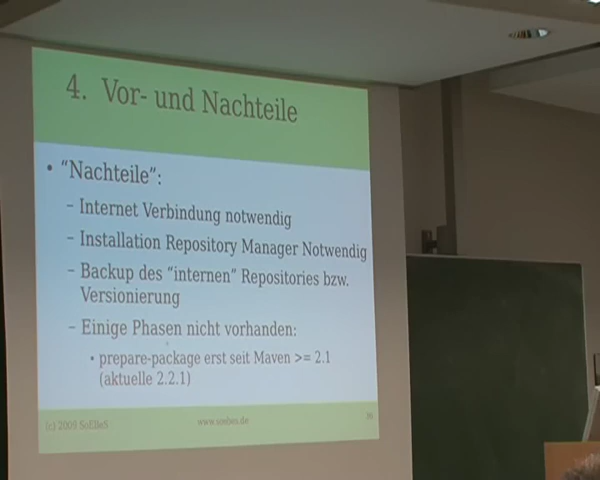 4. Vor- und Nachteile
• "Nachteile":
– Internet Verbindung notwendig
– Installation Repository Manager Notwendig
– Backup des "internen" Repositories bzw.
Versionierung
– Einige Phasen nicht vorhanden:
• prepare-package erst seit Maven >= 2.1
(aktuelle 2.2.1)
(c) 2009 SoEBeS www.soebes.de